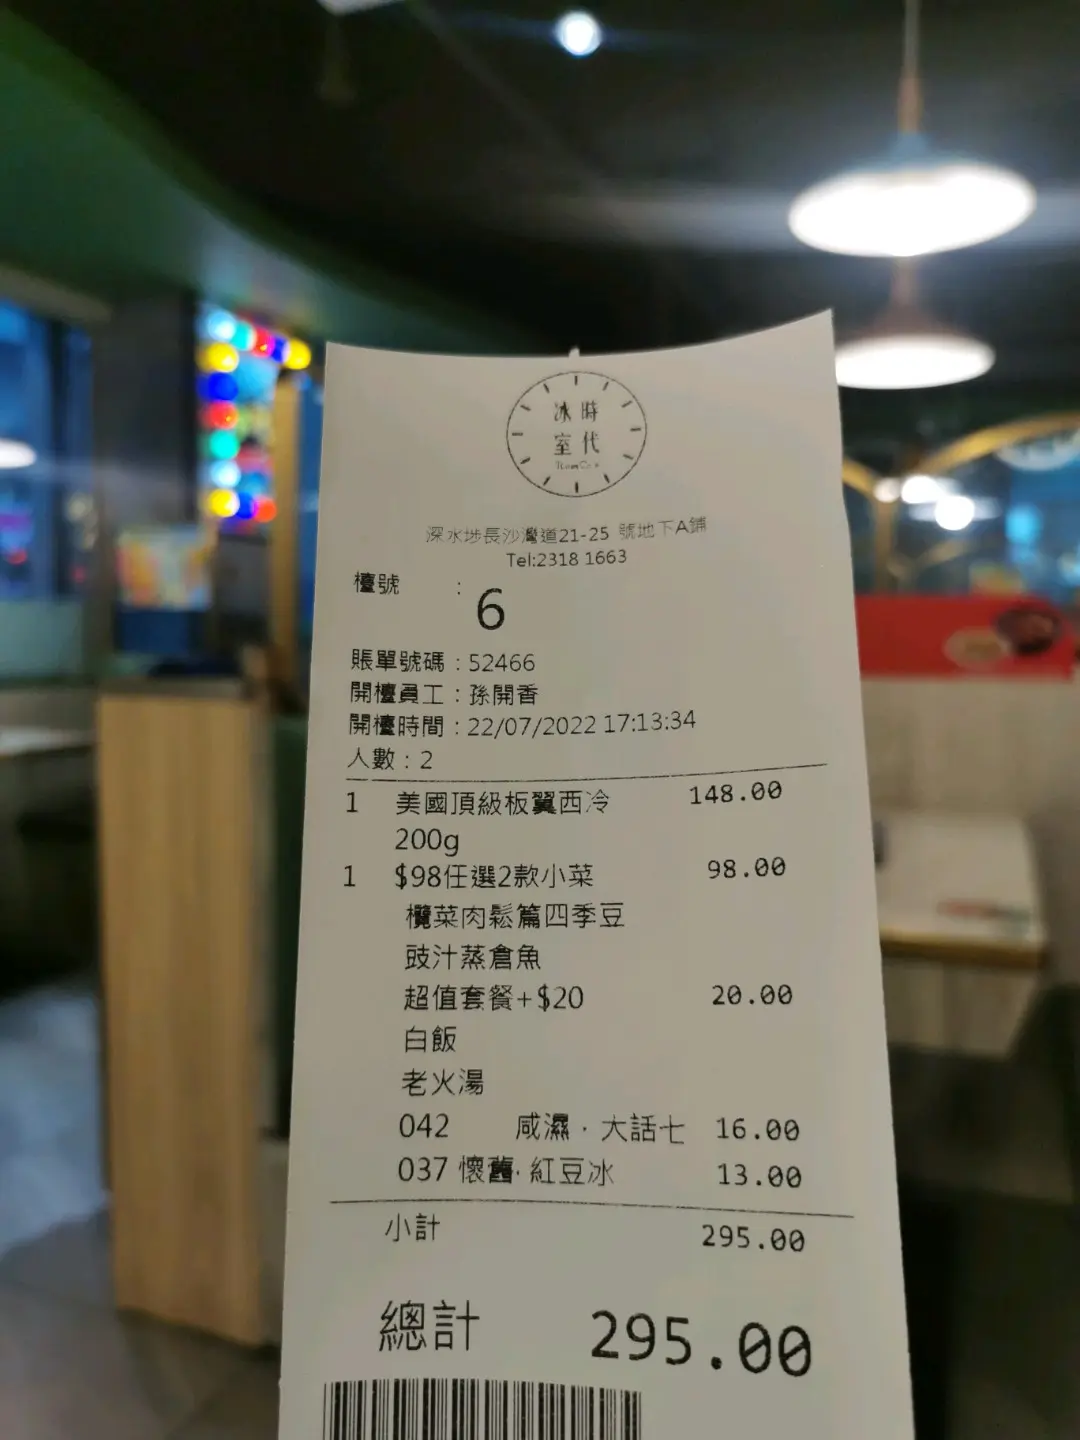 時代
冰室
深水埗長沙灣道21-25 號地下A鋪
Tel:2318 1663
檯號 : 6
賬單號碼 : 52466
開檯員工 : 孫開香
開檯時間 : 22/07/2022 17:13:34
人數 : 2
1 美國頂級板翼西冷 148.00
200g
1 $98任選2款小菜 98.00
欖菜肉鬆篇四季豆
豉汁蒸倉魚
超值套餐+$20 20.00
白飯
老火湯
042 咸濕·大話七 16.00
037 懷舊·紅豆冰 13.00
小計 295.00
總計 295.00